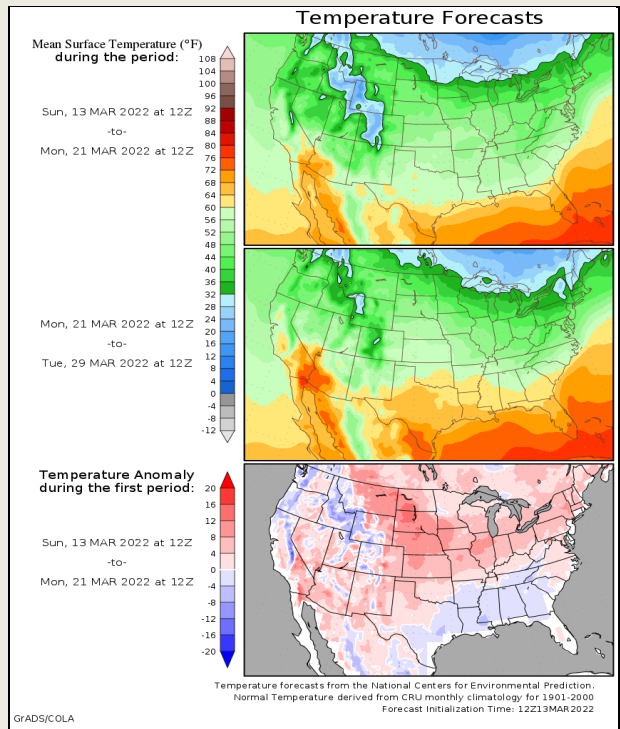 Temperature Forecasts
Mean Surface Temperature (°F)
during the period:
108
104
100
96
92
88
84
80
76
72
68
64
60
56
52
48
44
40
36
32
28
24
20
16
12
8
4
0
-4
-8
-12
Sun, 13 MAR 2022 at 12Z
-to-
Mon, 21 MAR 2022 at 12Z
Mon, 21 MAR 2022 at 12Z
-to-
Tue, 29 MAR 2022 at 12Z
Temperature Anomaly
during the first period:
20
16
12
8
4
0
-4
-8
-12
-16
-20
Sun, 13 MAR 2022 at 12Z
-to-
Mon, 21 MAR 2022 at 12Z
Temperature forecasts from the National Centers for Environmental Prediction.
Normal Temperature derived from CRU monthly climatology for 1901-2000
Forecast Initialization Time: 12Z13MAR2022
GrADS/COLA